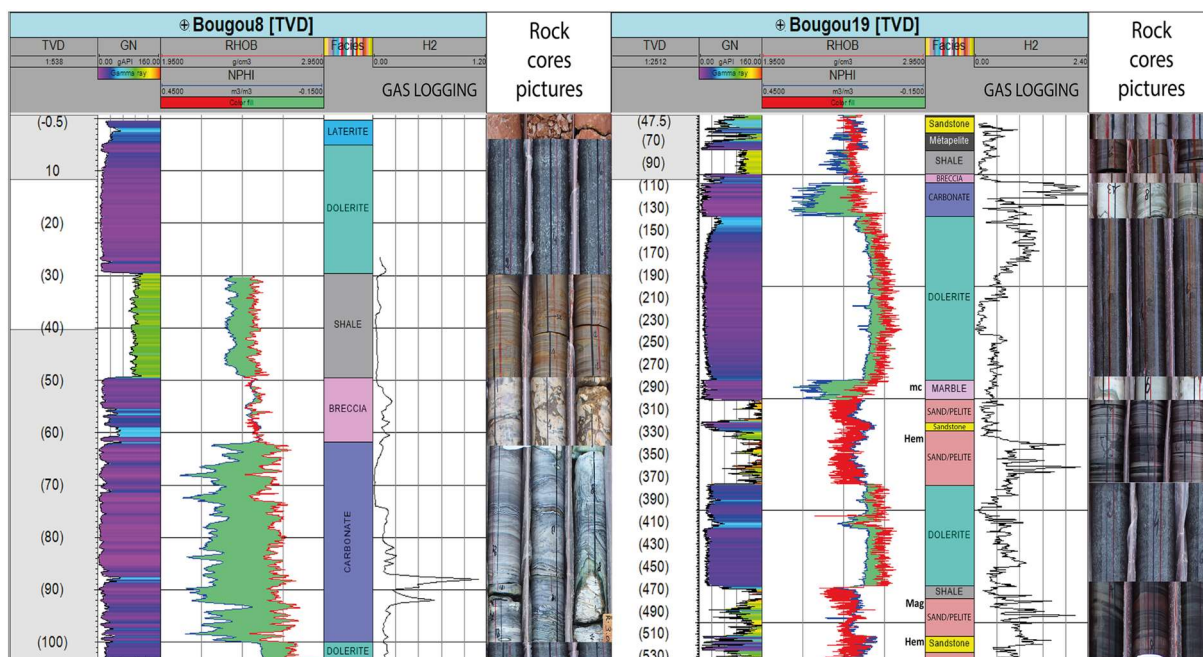 Bougou8 [TVD]
TVD
GN
RHOB
Facies
H2
1:538
0.00 gAPI 160.00
Gamma ray
1.9500 g/cm3 2.9500
NPHI
0.4500 m3/m3 -0.1500
Color fill
0.00 1.20
GAS LOGGING
Rock
cores
pictures
(-0.5)
10
(20)
(30)
(40)
(50)
(60)
(70)
(80)
(90)
(100)
LATERITE
DOLERITE
SHALE
BRECCIA
CARBONATE
DOLERITE
Bougou19 [TVD]
TVD
GN
RHOB
Facies
H2
1:2512
0.00 gAPI 160.00
Gamma ray
1.9500 g/cm3 2.9500
NPHI
0.4500 m3/m3 -0.1500
Color fill
0.00 2.40
GAS LOGGING
Rock
cores
pictures
(47.5)
(70)
(90)
(110)
(130)
(150)
(170)
(190)
(210)
(230)
(250)
(270)
(290)
(310)
(330)
(350)
(370)
(390)
(410)
(430)
(450)
(470)
(490)
(510)
(530)
Sandstone
Métapelite
SHALE
BRECCIA
CARBONATE
DOLERITE
mc
MARBLE
SAND/PELITE
Sandstone
Hem
SAND/PELITE
DOLERITE
SHALE
Mag
SAND/PELITE
Hem
Sandstone